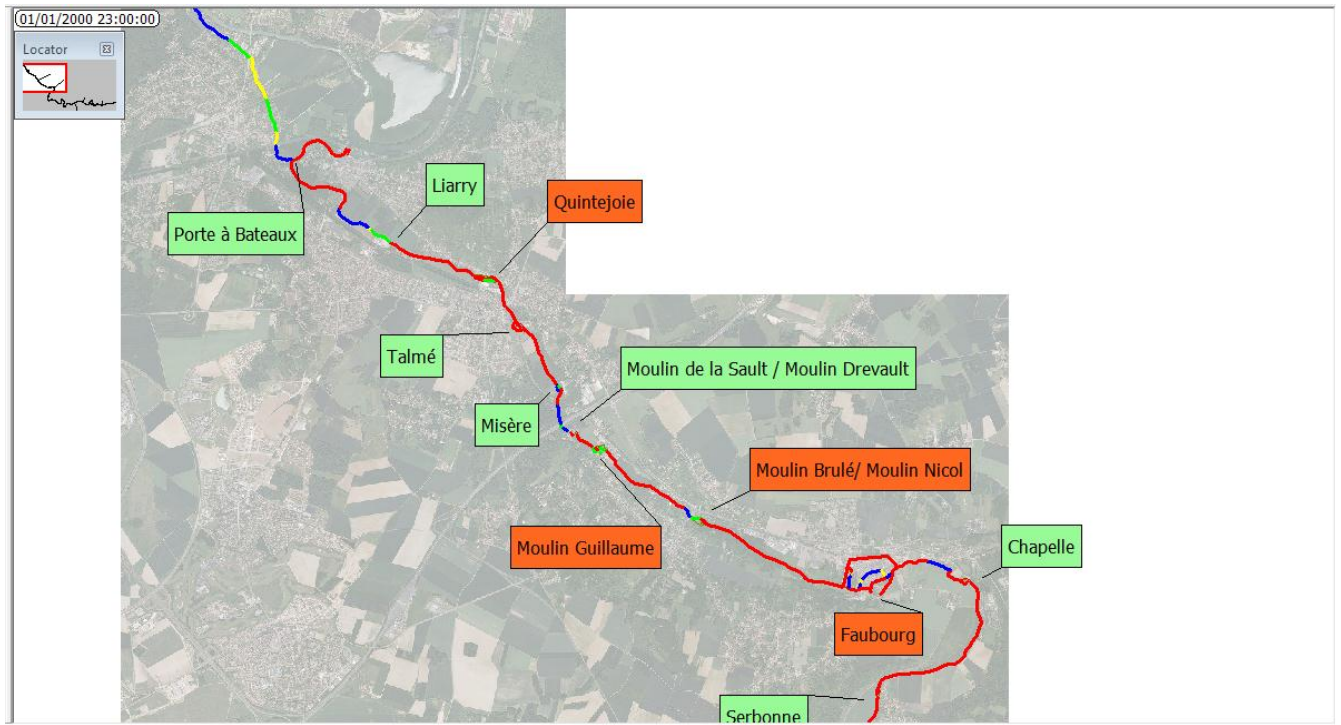 01/01/2000 23:00:00
Locator
Liarry
Quintejoie
Porte à Bateaux
Talmé
Moulin de la Sault / Moulin Drevault
Misère
Moulin Brulé/ Moulin Nicol
Moulin Guillaume
Chapelle
Faubourg
Serbonne